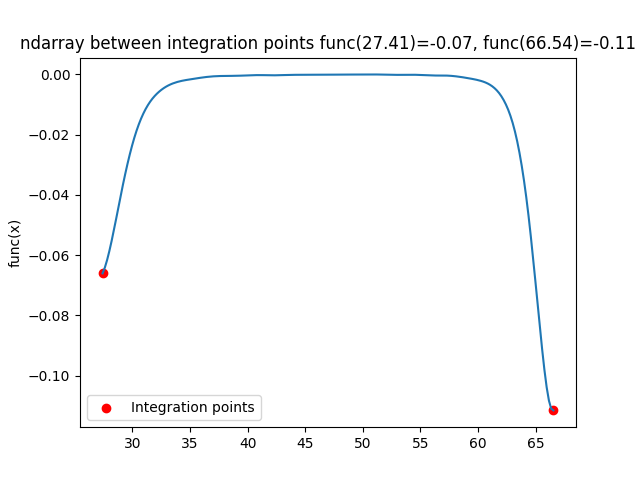 ndarray between integration points func(27.41)=-0.07, func(66.54)=-0.11
0.00
−0.02
−0.04
−0.06
−0.08
−0.10
func(x)
Integration points
30 35 40 45 50 55 60 65